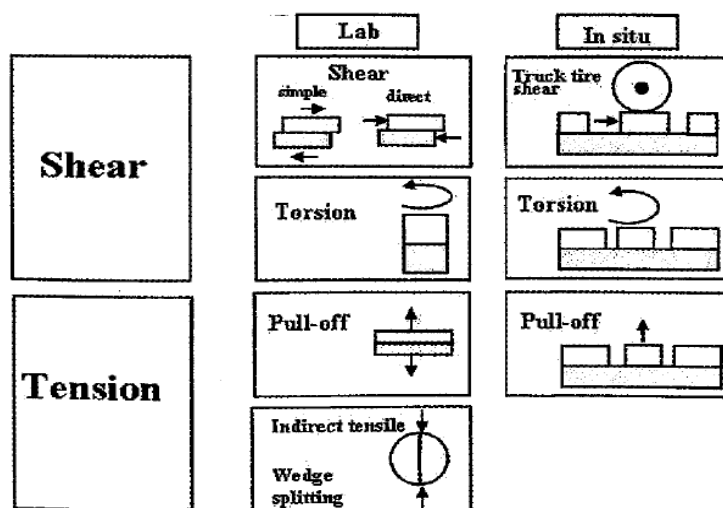 Lab
In situ
Shear
Shear
simple
direct
Truck tire
shear
Torsion
Torsion
Tension
Pull-off
Pull-off
Indirect tensile
Wedge
splitting